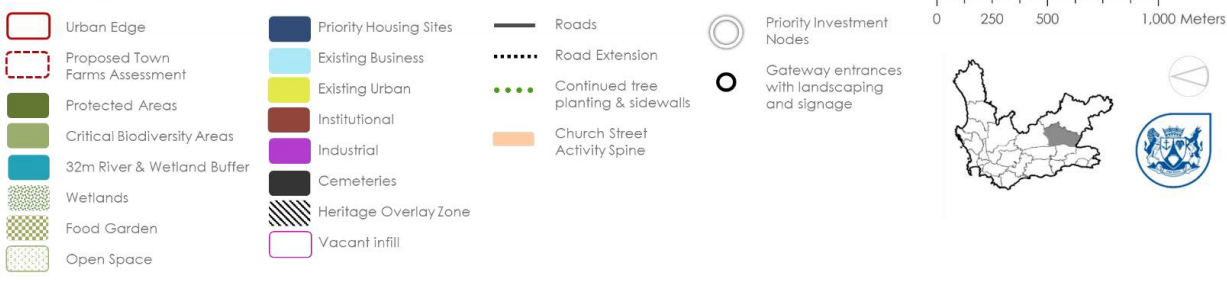 Urban Edge
Proposed Town
Farms Assessment
Protected Areas
Critical Biodiversity Areas
32m River & Wetland Buffer
Wetlands
Food Garden
Open Space
Priority Housing Sites
Existing Business
Existing Urban
Institutional
Industrial
Cemeteries
Heritage Overlay Zone
Vacant infill
Roads
Road Extension
Continued tree
planting & sidewalls
Church Street
Activity Spine
Priority Investment
Nodes
Gateway entrances
with landscaping
and signage
0 250 500 1,000 Meters